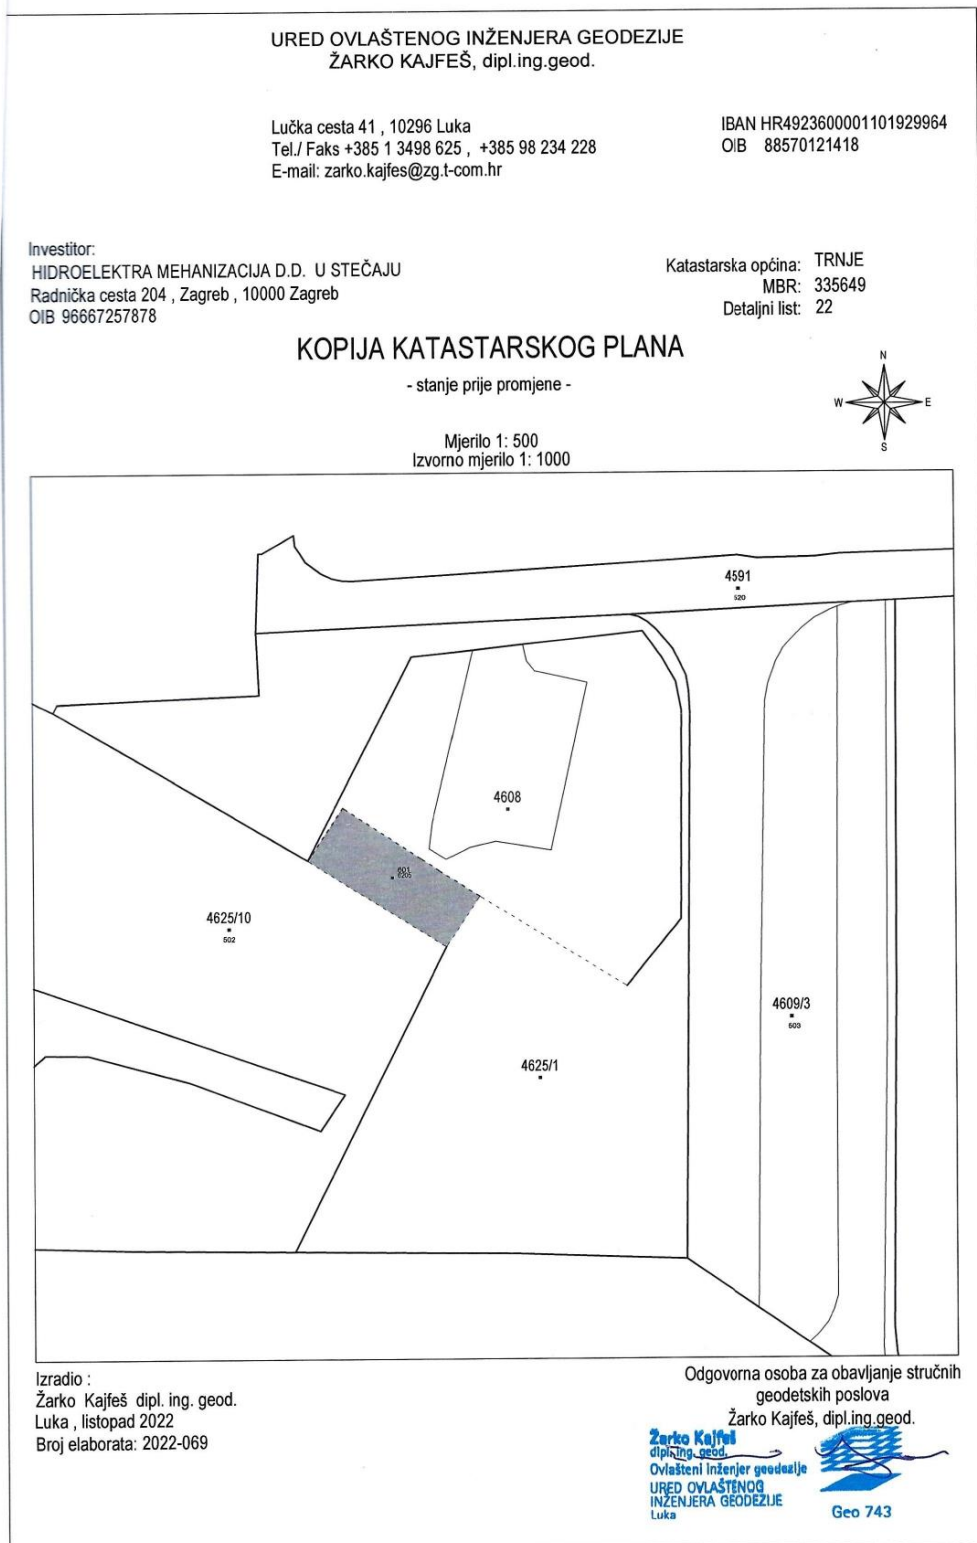 URED OVLAŠTENOG INŽENJERA GEODEZIJE
ŽARKO KAJFEŠ, dipl.ing.geod.
Lučka cesta 41 , 10296 Luka
Tel./ Faks +385 1 3498 625 , +385 98 234 228
E-mail: zarko.kajfes@zg.t-com.hr
IBAN HR4923600001101929964
OIB 88570121418
Investitor:
HIDROELEKTRA MEHANIZACIJA D.D. U STEČAJU
Radnička cesta 204 , Zagreb , 10000 Zagreb
OIB 96667257878
Katastarska općina: TRNJE
MBR: 335649
Detaljni list: 22
KOPIJA KATASTARSKOG PLANA
- stanje prije promjene -
N
W E
S
Mjerilo 1: 500
Izvorno mjerilo 1: 1000
4591
520
4608
601
6205
4625/10
502
4609/3
503
4625/1
Izradio :
Žarko Kajfeš dipl. ing. geod.
Luka , listopad 2022
Broj elaborata: 2022-069
Odgovorna osoba za obavljanje stručnih
geodetskih poslova
Žarko Kajfeš, dipl.ing.geod.
Žarko Kajfeš
dipl.ing.geod.
Ovlašteni inženjer geodezije
URED OVLAŠTENOG
INŽENJERA GEODEZIJE
Luka
Geo 743